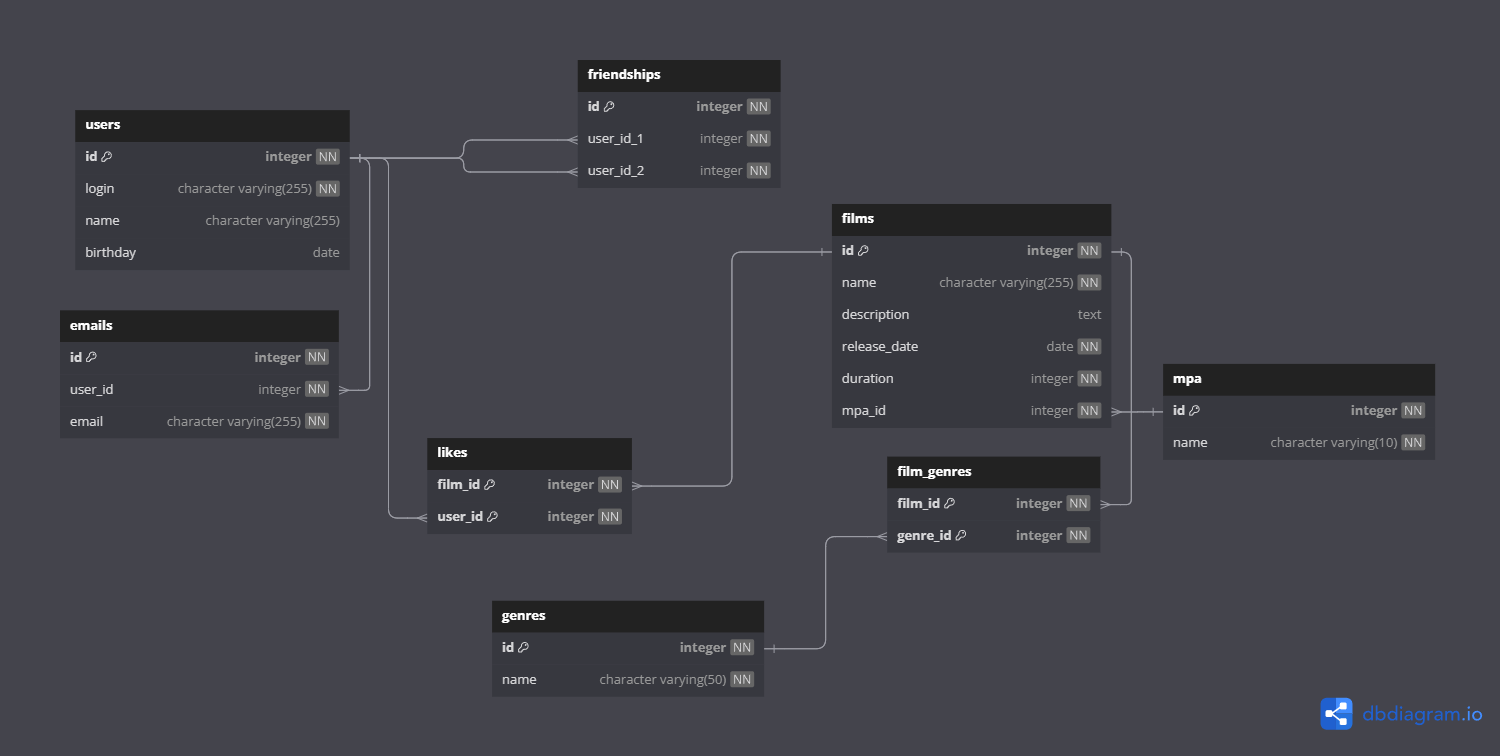 friendships
id integer NN
user_id_1 integer NN
user_id_2 integer NN
users
id integer NN
login character varying(255) NN
name character varying(255)
birthday date
films
id integer NN
name character varying(255) NN
description text
release_date date NN
duration integer NN
mpa_id integer NN
emails
id integer NN
user_id integer NN
email character varying(255) NN
mpa
id integer NN
name character varying(10) NN
likes
film_id integer NN
user_id integer NN
film_genres
film_id integer NN
genre_id integer NN
genres
id integer NN
name character varying(50) NN
dbdiagram.io